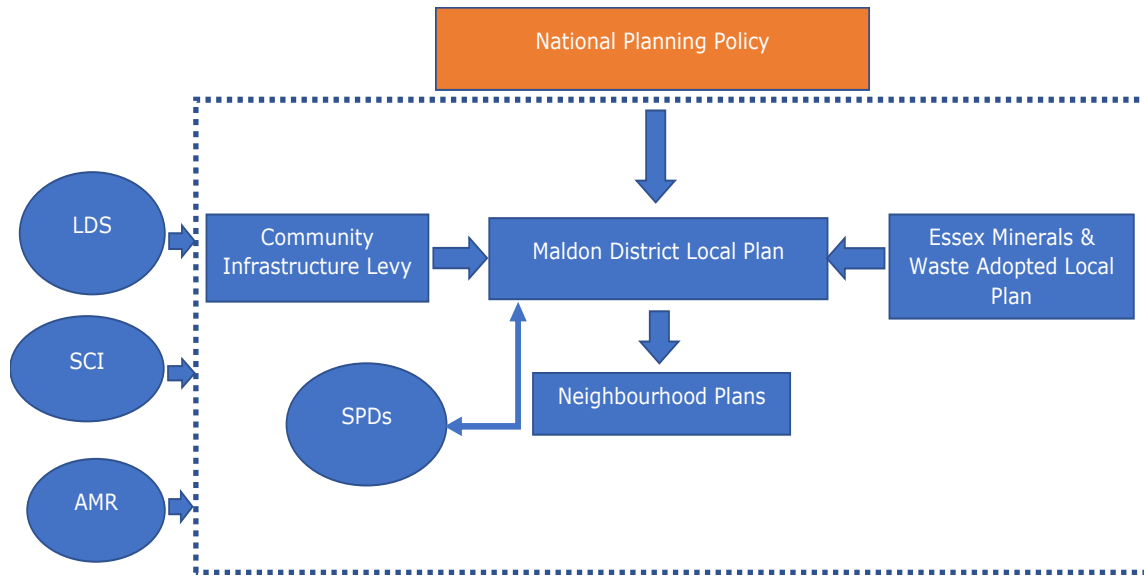 National Planning Policy
LDS
Community
Infrastructure Levy
Maldon District Local Plan
Essex Minerals &
Waste Adopted Local
Plan
SCI
SPDs
Neighbourhood Plans
AMR